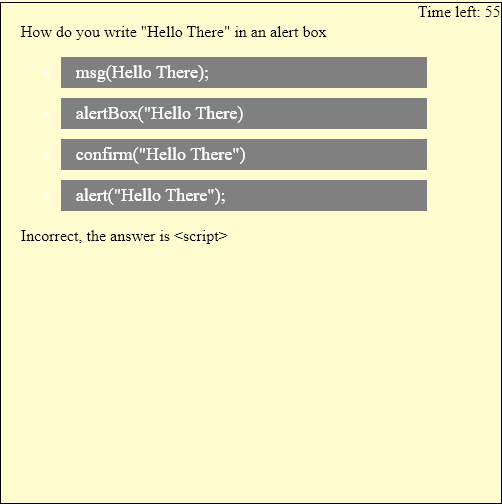 Time left: 55
How do you write "Hello There" in an alert box
msg(Hello There);
alertBox("Hello There)
confirm("Hello There")
alert("Hello There");
Incorrect, the answer is <script>